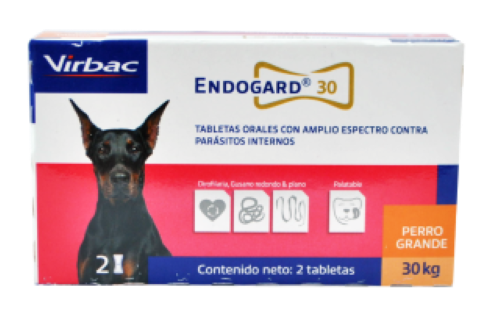 Virbac
ENDOGARD® 30
TABLETAS ORALES CON AMPLIO ESPECTRO CONTRA
PARÁSITOS INTERNOS
Dirofilaria, Gusano redondo & plano
Palatable
PERRO
GRANDE
30 kg
2
Contenido neto: 2 tabletas